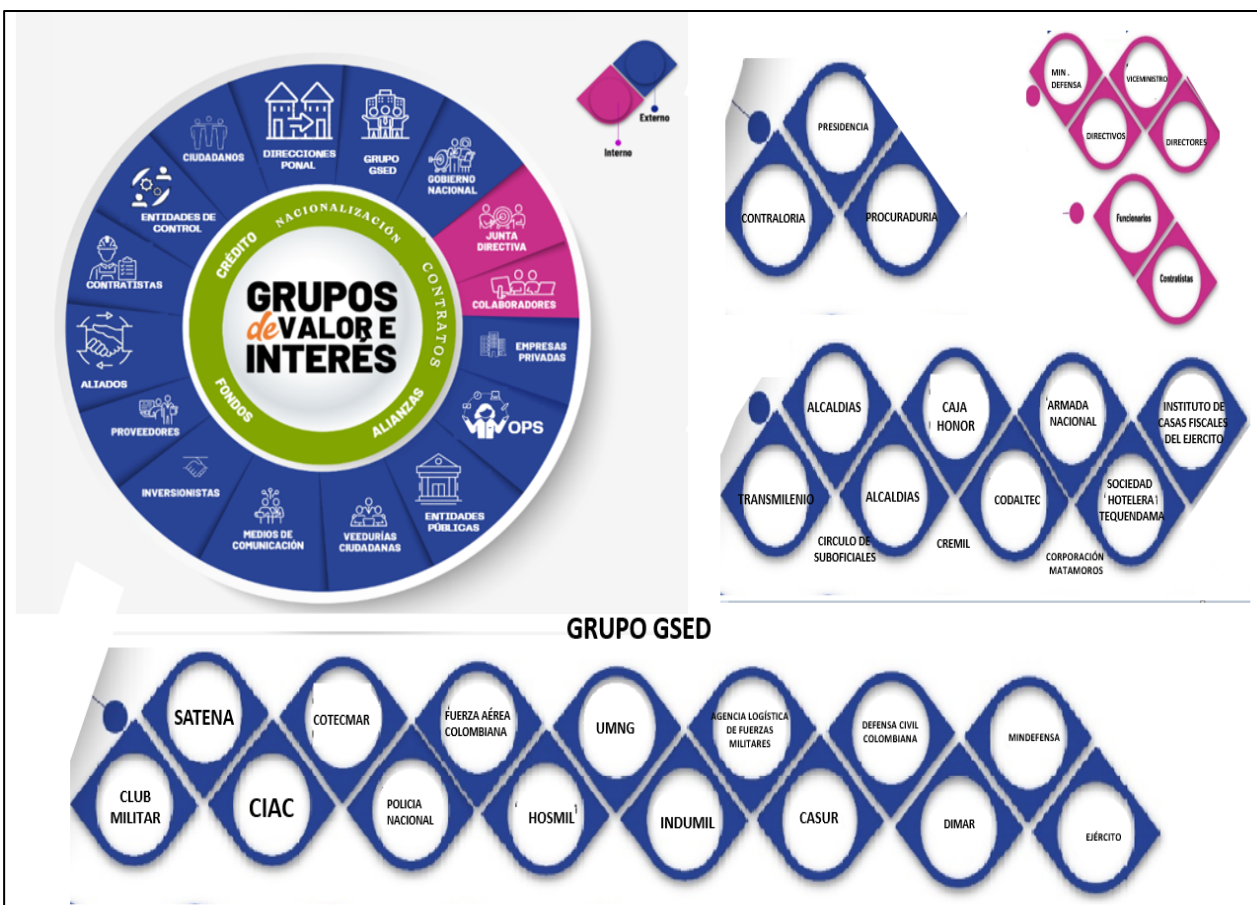 CIUDADANOS
DIRECCIONES
PONAL
GRUPO
GSED
GOBIERNO
NACIONAL
JUNTA
DIRECTIVA
COLABORADORES
EMPRESAS
PRIVADAS
OPS
ENTIDADES
PÚBLICAS
VEEDURÍAS
CIUDADANAS
MEDIOS DE
COMUNICACIÓN
INVERSIONISTAS
PROVEEDORES
ALIADOS
CONTRATISTAS
ENTIDADES DE
CONTROL
CRÉDITO
NACIONALIZACIÓN
CONTRATOS
ALIANZAS
FONDOS
GRUPOS
de VALOR E
INTERÉS
Externo
Interno
PRESIDENCIA
CONTRALORIA
PROCURADURIA
MIN .
DEFENSA
VICEMINISTRO
DIRECTIVOS
DIRECTORES
Funcionarios
Contratistas
ALCALDIAS
CAJA
HONOR
ARMADA
NACIONAL
INSTITUTO DE
CASAS FISCALES
DEL EJERCITO
TRANSMILENIO
ALCALDIAS
CODALTEC
SOCIEDAD
HOTELERA
TEQUENDAMA
CIRCULO DE
SUBOFICIALES
CREMIL
CORPORACIÓN
MATAMOROS
GRUPO GSED
SATENA
COTECMAR
FUERZA AÉREA
COLOMBIANA
UMNG
AGENCIA LOGÍSTICA
DE FUERZAS
MILITARES
DEFENSA CIVIL
COLOMBIANA
MINDEFENSA
CLUB
MILITAR
CIAC
POLICIA
NACIONAL
HOSMIL
INDUMIL
CASUR
DIMAR
EJÉRCITO